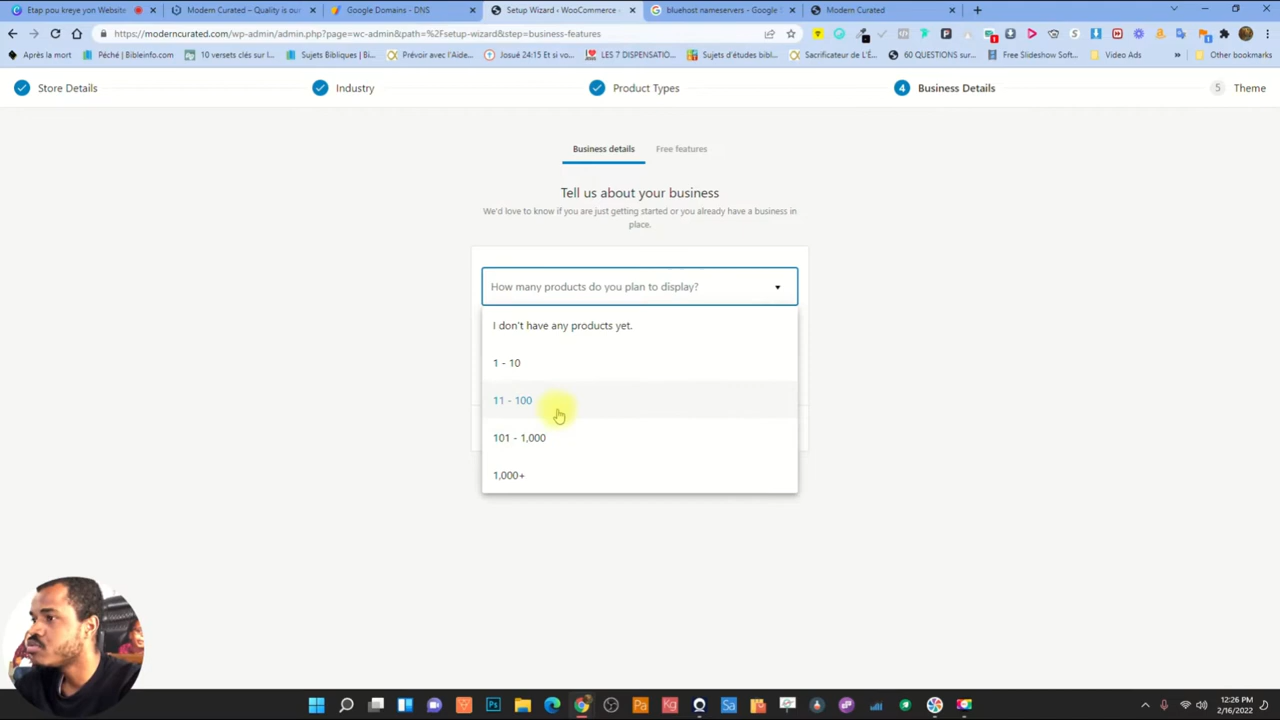 Etap pou kreye yon Website
Modern Curated – Quality is our
Google Domains - DNS
Setup Wizard ‹ WooCommerce ‹
bluehost nameservers - Google
Modern Curated
https://moderncurated.com/wp-admin/admin.php?page=wc-admin&path=%2Fsetup-wizard&step=business-features
Après la mort
Péché | Bibleinfo.com
10 versets clés sur l...
Sujets Bibliques | Bi...
Prévoir avec l'Aide...
Josué 24:15 Et si vo...
LES 7 DISPENSATIO...
Sujets d'études bibl...
Sacrificateur de L'É...
60 QUESTIONS sur...
Free Slideshow Soft...
Video Ads
»
Other bookmarks
Store Details
Industry
Product Types
4 Business Details
5 Theme
Business details
Free features
Tell us about your business
We'd love to know if you are just getting started or you already have a business in
place.
How many products do you plan to display?
I don't have any products yet.
1 - 10
11 - 100
101 - 1,000
1,000+
12:26 PM
2/16/2022